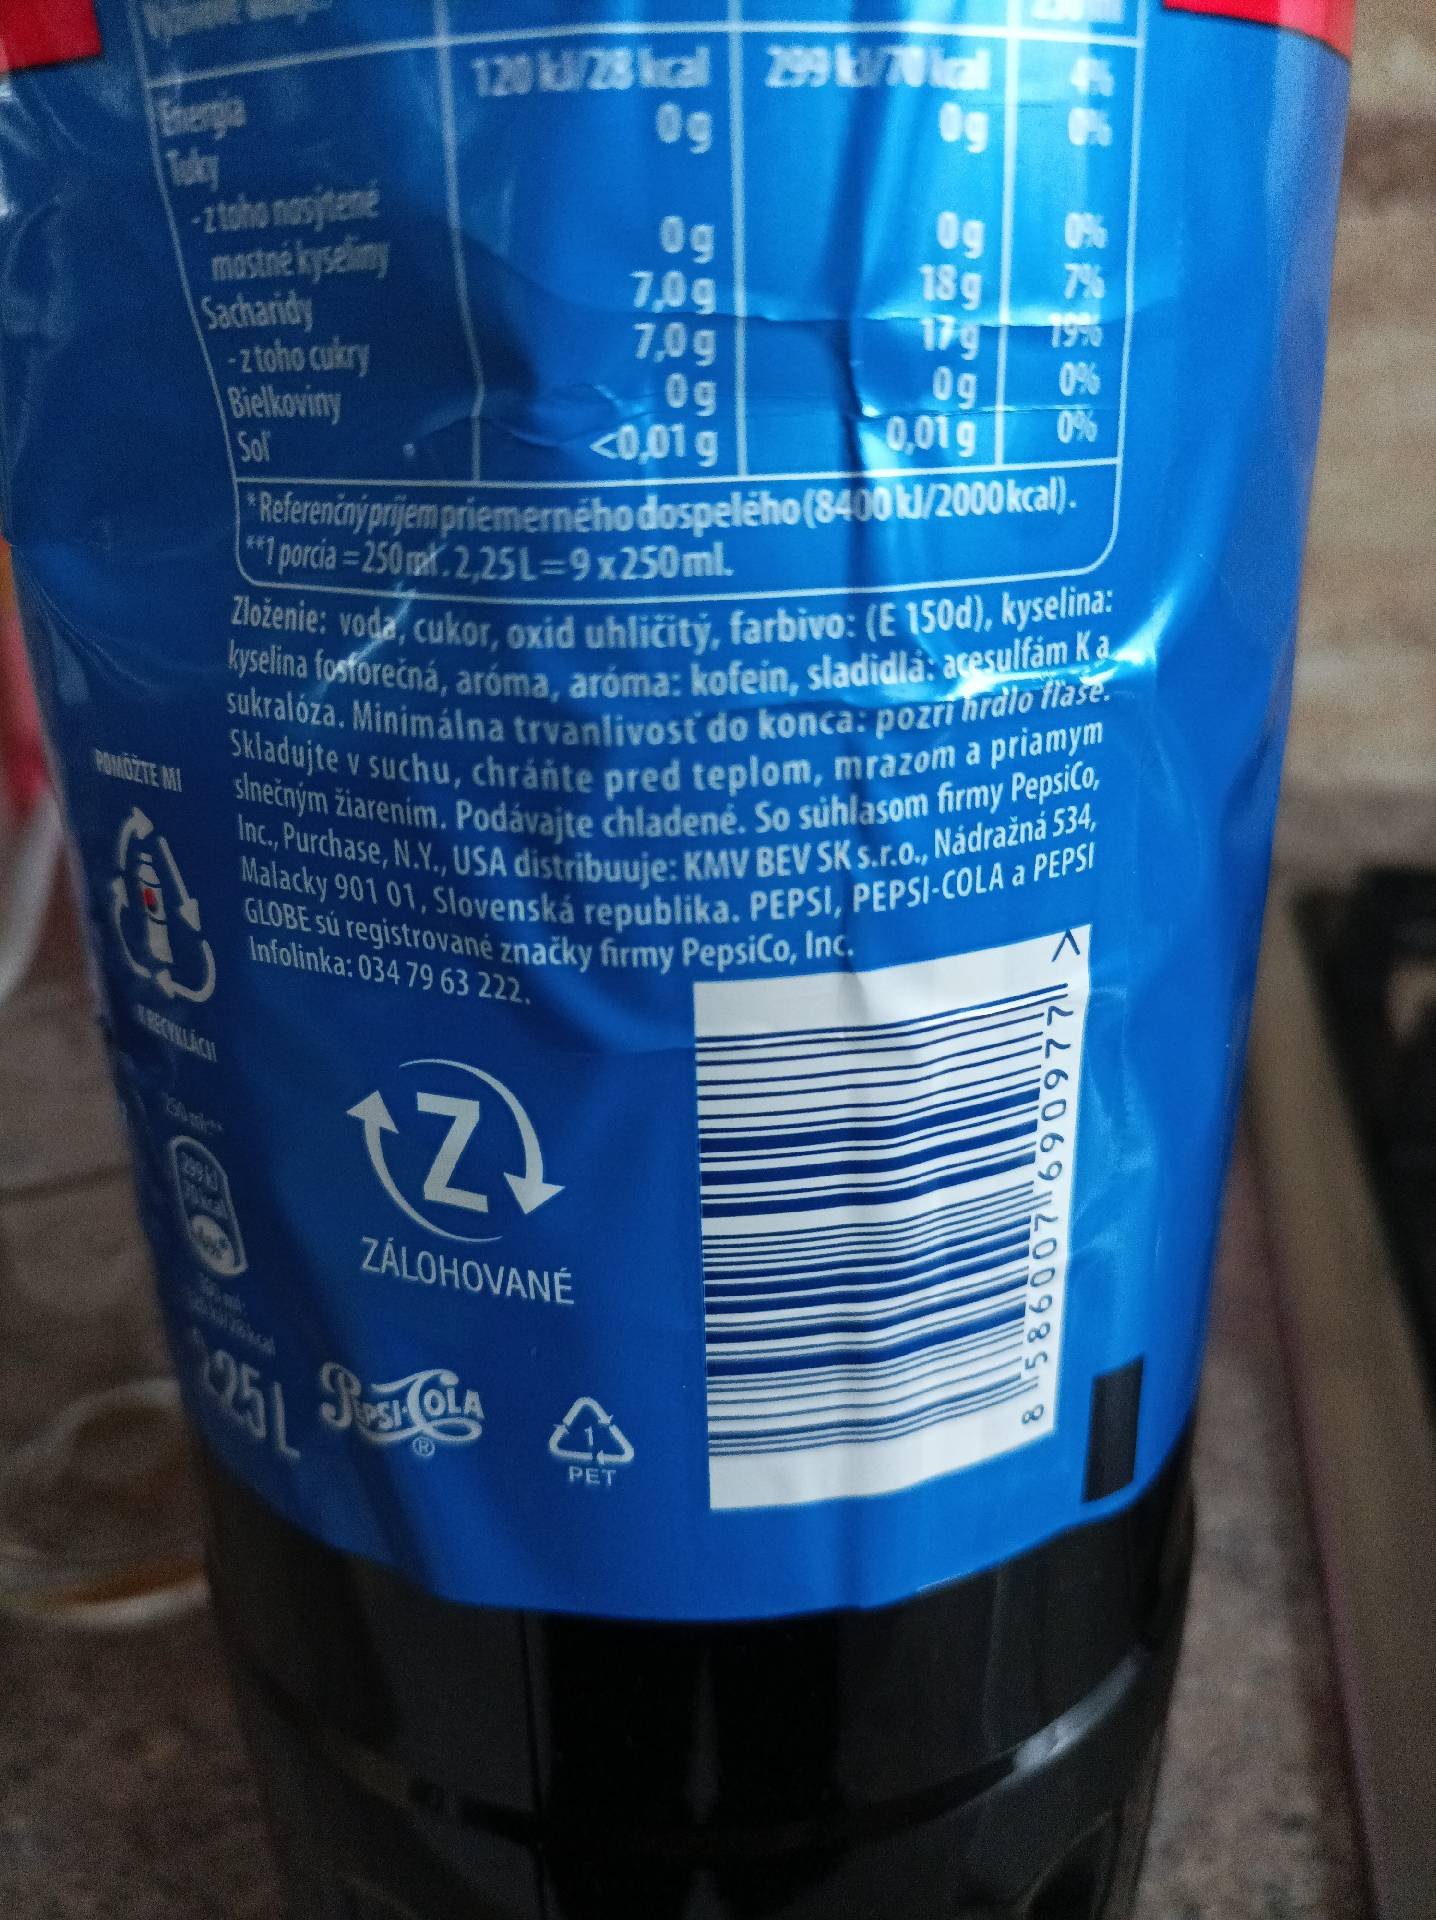 120 kJ/28 kcal 299 kJ/70 kcal 4%
Energia
0 g 0 g 0%
Tuky
- z toho nasýtené
mastné kyseliny 0 g 0 g 0%
Sacharidy 7,0 g 18 g 7%
- z toho cukry 7,0 g 17 g 19%
Bielkoviny 0 g 0 g 0%
Soľ <0,01 g 0,01 g 0%
*Referenčný príjem priemerného dospelého (8400 kJ/2000 kcal).
**1 porcia = 250 ml. 2,25 L = 9 x 250 ml.
Zloženie: voda, cukor, oxid uhličitý, farbivo: (E 150d), kyselina:
kyselina fosforečná, aróma, aróma: kofeín, sladidlá: acesulfám K a
sukralóza. Minimálna trvanlivosť do konca: pozri hrdlo fľaše.
Skladujte v suchu, chráňte pred teplom, mrazom a priamym
slnečným žiarením. Podávajte chladené. So súhlasom firmy PepsiCo,
Inc., Purchase, N.Y., USA distribuuje: KMV BEV SK s.r.o., Nádražná 534,
Malacky 901 01, Slovenská republika. PEPSI, PEPSI-COLA a PEPSI
GLOBE sú registrované značky firmy PepsiCo, Inc.
Infolinka: 034 79 63 222.
POMÔŽTE MI
K RECYKLÁCII
250 ml**
299 kJ
70 kcal
2,25 L
Z
ZÁLOHOVANÉ
PEPSI-COLA
®
1
PET
8 586007 690977 >